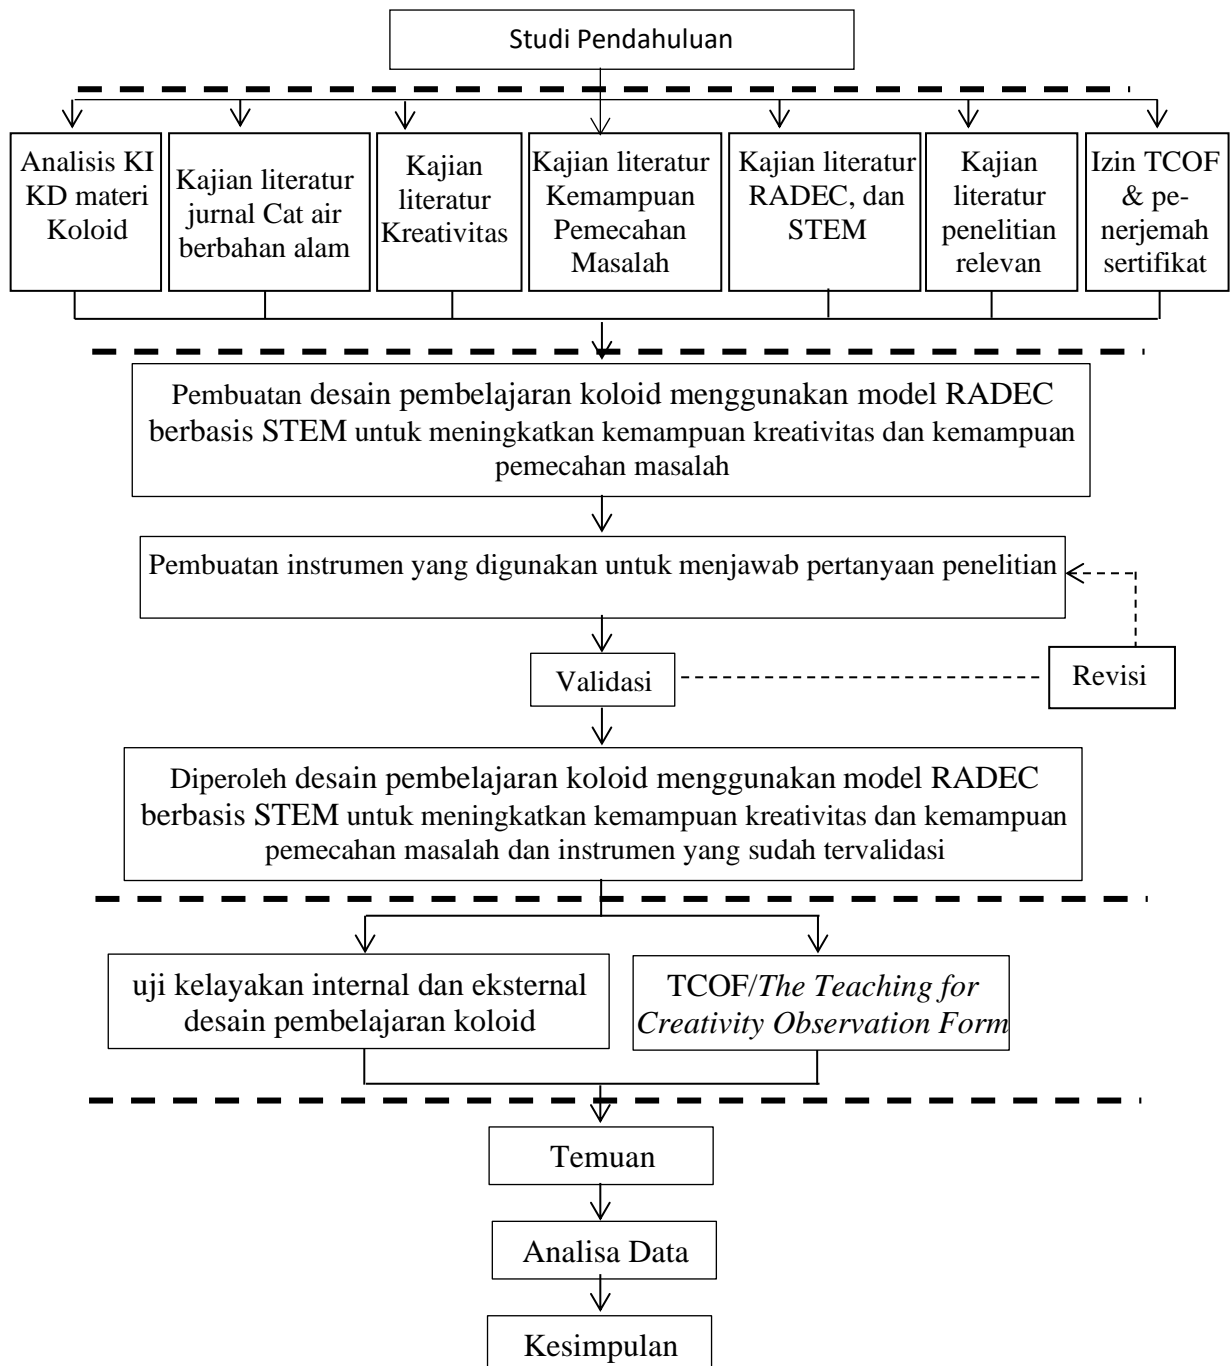 Studi Pendahuluan
Analisis KI
KD materi
Koloid
Kajian literatur
jurnal Cat air
berbahan alam
Kajian
literatur
Kreativitas
Kajian literatur
Kemampuan
Pemecahan
Masalah
Kajian literatur
RADEC, dan
STEM
Kajian
literatur
penelitian
relevan
Izin TCOF
& pe-
nerjemah
sertifikat
Pembuatan desain pembelajaran koloid menggunakan model RADEC
berbasis STEM untuk meningkatkan kemampuan kreativitas dan kemampuan
pemecahan masalah
Pembuatan instrumen yang digunakan untuk menjawab pertanyaan penelitian
Validasi
Revisi
Diperoleh desain pembelajaran koloid menggunakan model RADEC
berbasis STEM untuk meningkatkan kemampuan kreativitas dan kemampuan
pemecahan masalah dan instrumen yang sudah tervalidasi
uji kelayakan internal dan eksternal
desain pembelajaran koloid
TCOF/The Teaching for
Creativity Observation Form
Temuan
Analisa Data
Kesimpulan